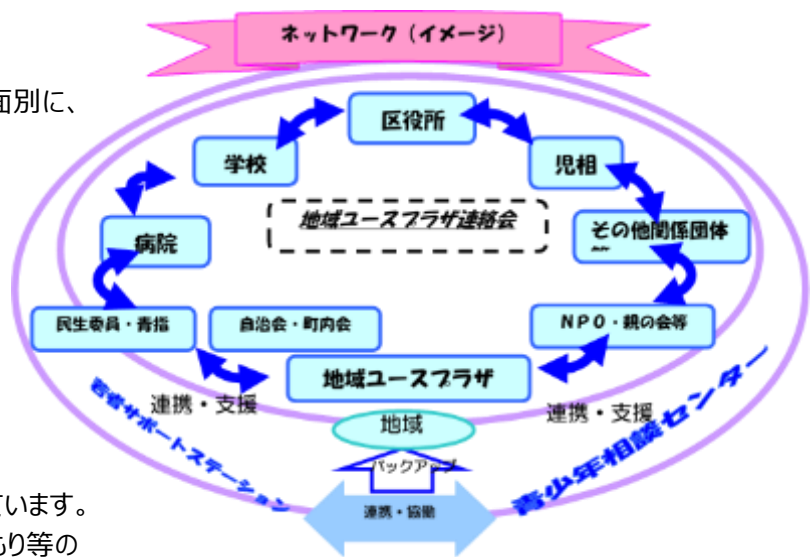 ネットワーク（イメージ）
面別に、
区役所
学校
児相
地域ユースプラザ連絡会
病院
その他関係団体
民生委員・青指
自治会・町内会
NPO・親の会等
地域ユースプラザ
連携・支援
連携・支援
若者サポートステーション
青少年相談センター
地域
バックアップ
連携・協働
ています。
もり等の